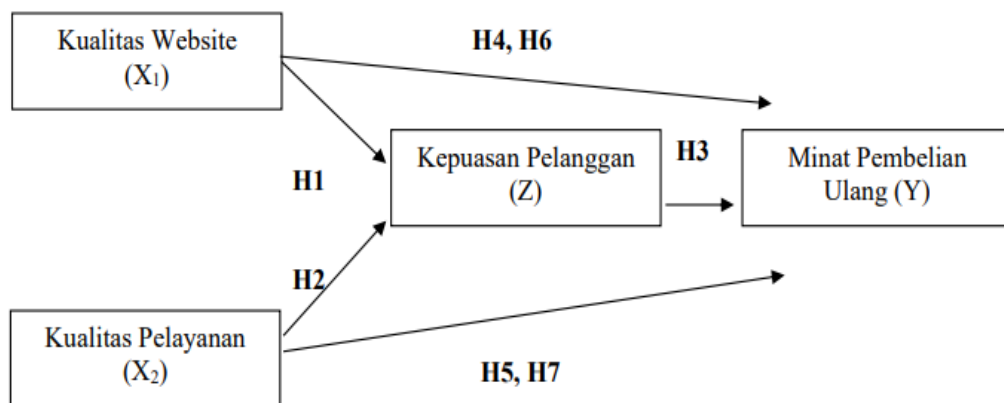 Kualitas Website
(X₁)
H4, H6
Kepuasan Pelanggan
(Z)
H3
Minat Pembelian
Ulang (Y)
H1
H2
Kualitas Pelayanan
(X₂)
H5, H7